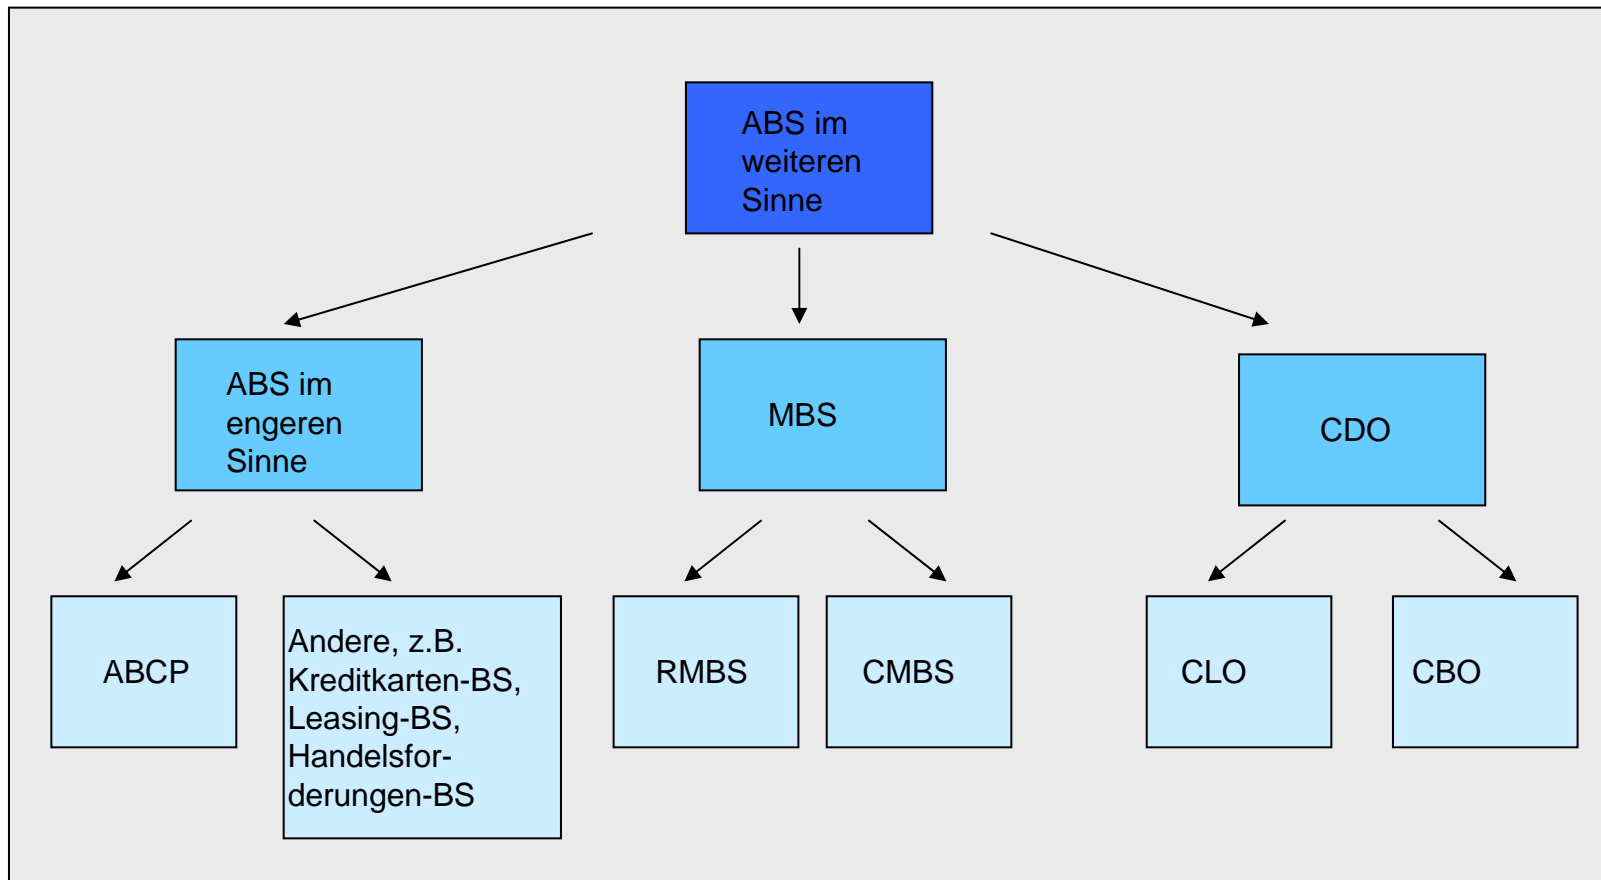 ABS im
weiteren
Sinne
ABS im
engeren
Sinne
MBS
CDO
ABCP
Andere, z.B.
Kreditkarten-BS,
Leasing-BS,
Handelsfor-
derungen-BS
RMBS
CMBS
CLO
CBO